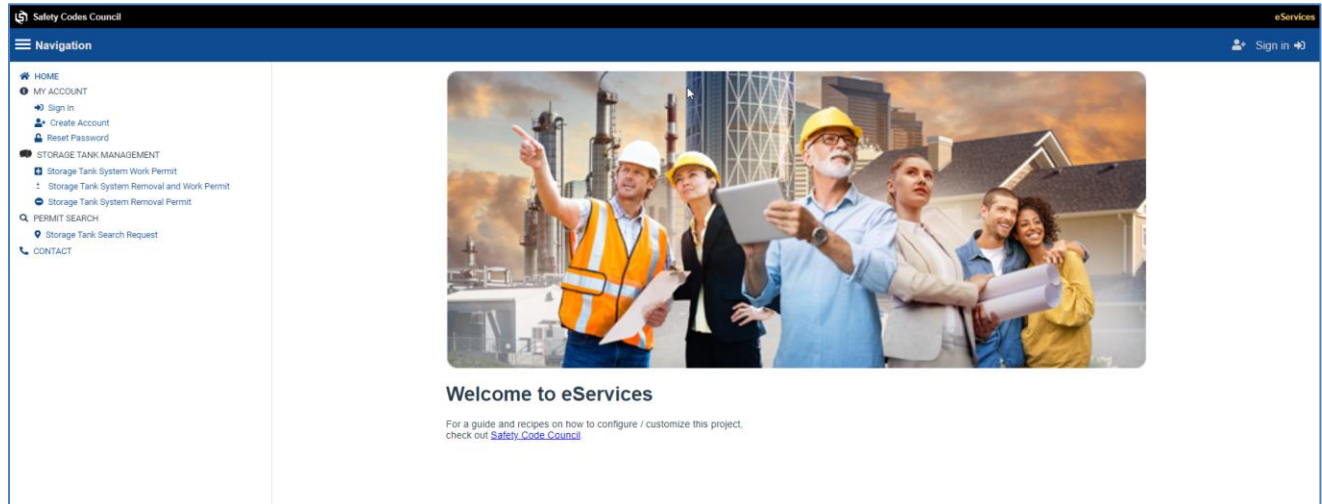 Safety Codes Council
eServices
Navigation
Sign in
HOME
MY ACCOUNT
Sign In
Create Account
Reset Password
STORAGE TANK MANAGEMENT
Storage Tank System Work Permit
Storage Tank System Removal and Work Permit
Storage Tank System Removal Permit
PERMIT SEARCH
Storage Tank Search Request
CONTACT
Welcome to eServices
For a guide and recipes on how to configure / customize this project,
check out Safety Code Council